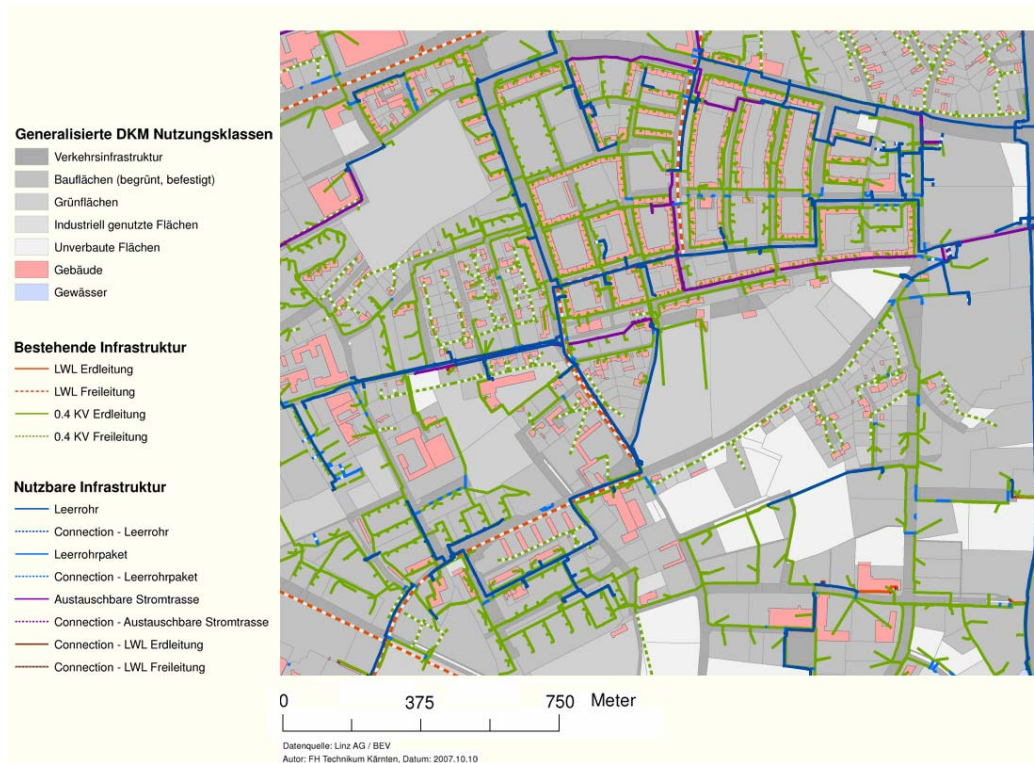 Generalisierte DKM Nutzungsklassen
Verkehrsinfrastruktur
Bauflächen (begrünt, befestigt)
Grünflächen
Industriell genutzte Flächen
Unverbaute Flächen
Gebäude
Gewässer
Bestehende Infrastruktur
LWL Erdleitung
LWL Freileitung
0.4 KV Erdleitung
0.4 KV Freileitung
Nutzbare Infrastruktur
Leerrohr
Connection - Leerrohr
Leerrohrpaket
Connection - Leerrohrpaket
Austauschbare Stromtrasse
Connection - Austauschbare Stromtrasse
Connection - LWL Erdleitung
Connection - LWL Freileitung
0 375 750 Meter
Datenquelle: Linz AG / BEV
Autor: FH Technikum Kärnten, Datum: 2007.10.10